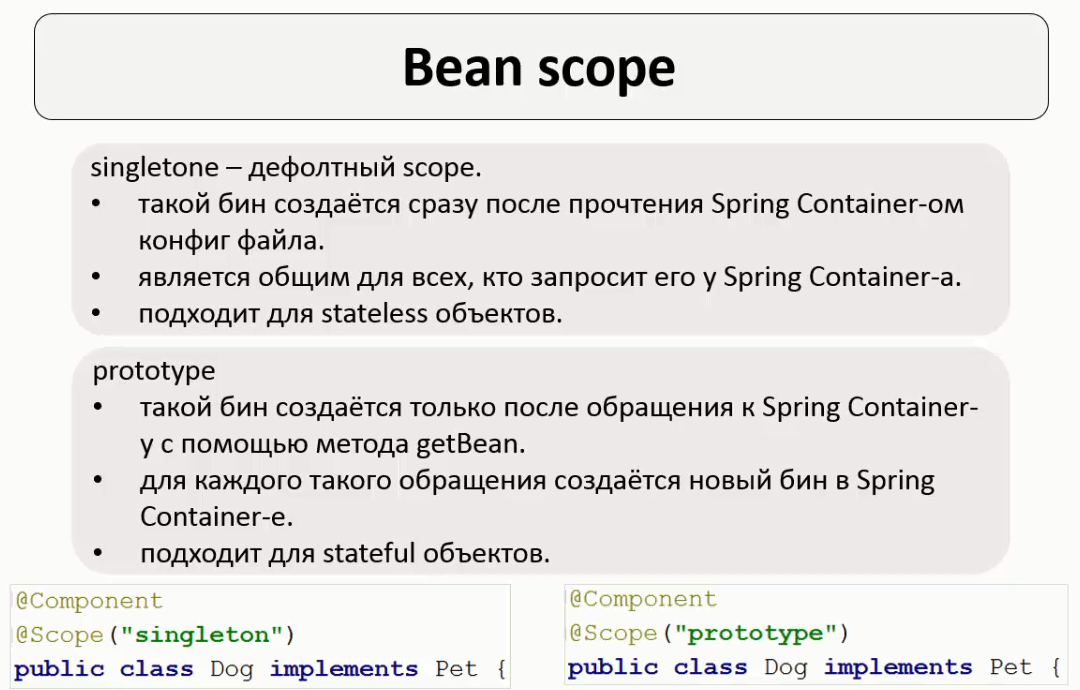 Bean scope
singletone – дефолтный scope.
• такой бин создаётся сразу после прочтения Spring Container-ом
конфиг файла.
• является общим для всех, кто запросит его у Spring Container-а.
• подходит для stateless объектов.
prototype
• такой бин создаётся только после обращения к Spring Container-
у с помощью метода getBean.
• для каждого такого обращения создаётся новый бин в Spring
Container-е.
• подходит для stateful объектов.
@Component
@Scope("singleton")
public class Dog implements Pet {
@Component
@Scope("prototype")
public class Dog implements Pet {